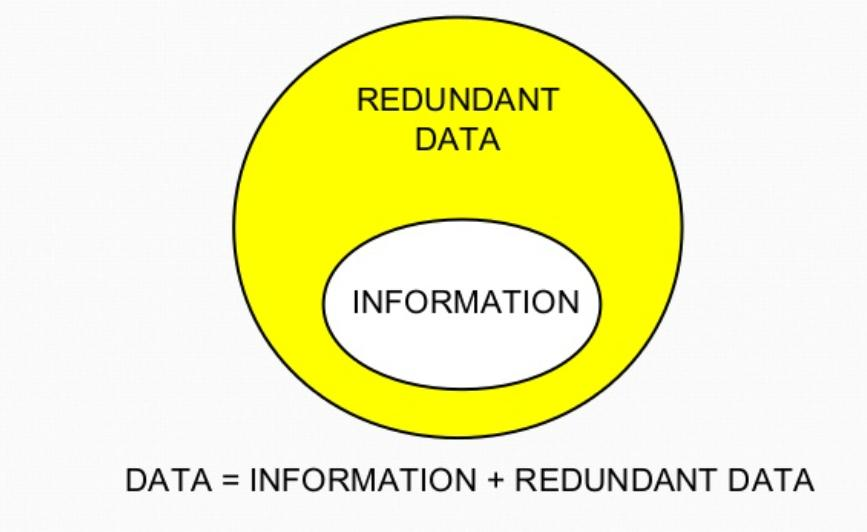 REDUNDANT
DATA
INFORMATION
DATA = INFORMATION + REDUNDANT DATA